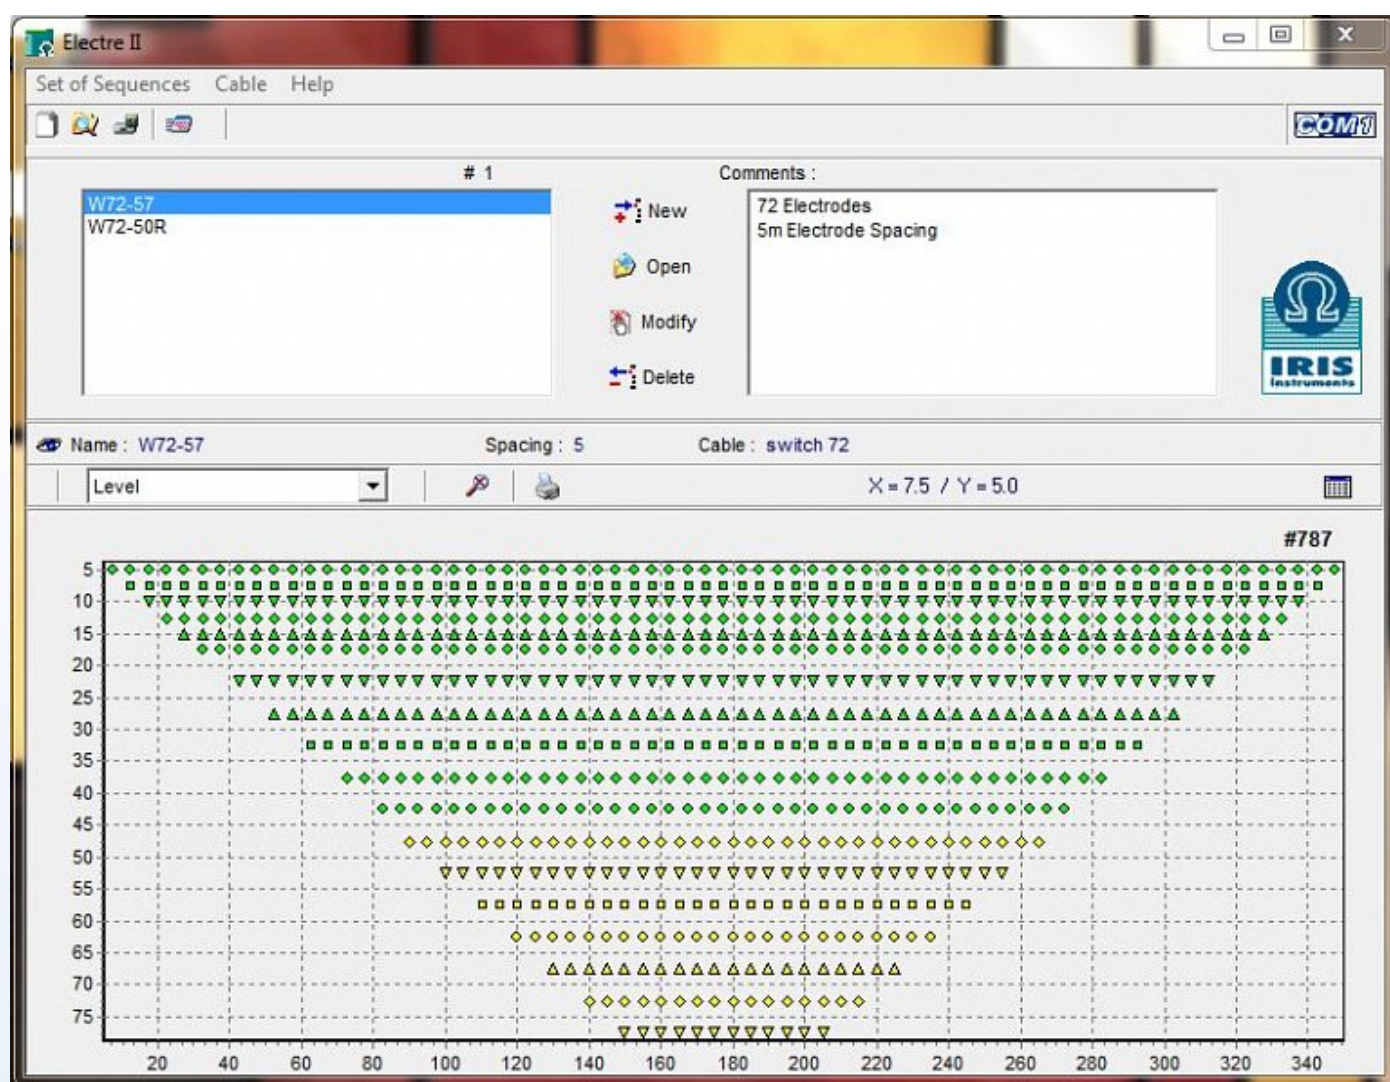 Electre II
Set of Sequences Cable Help
COM1
# 1
Comments :
W72-57
W72-50R
New
Open
Modify
Delete
72 Electrodes
5m Electrode Spacing
Ω
IRIS
Instruments
Name : W72-57 Spacing : 5 Cable : switch 72
Level
X = 7.5 / Y = 5.0
#787
5
10
15
20
25
30
35
40
45
50
55
60
65
70
75
20 40 60 80 100 120 140 160 180 200 220 240 260 280 300 320 340